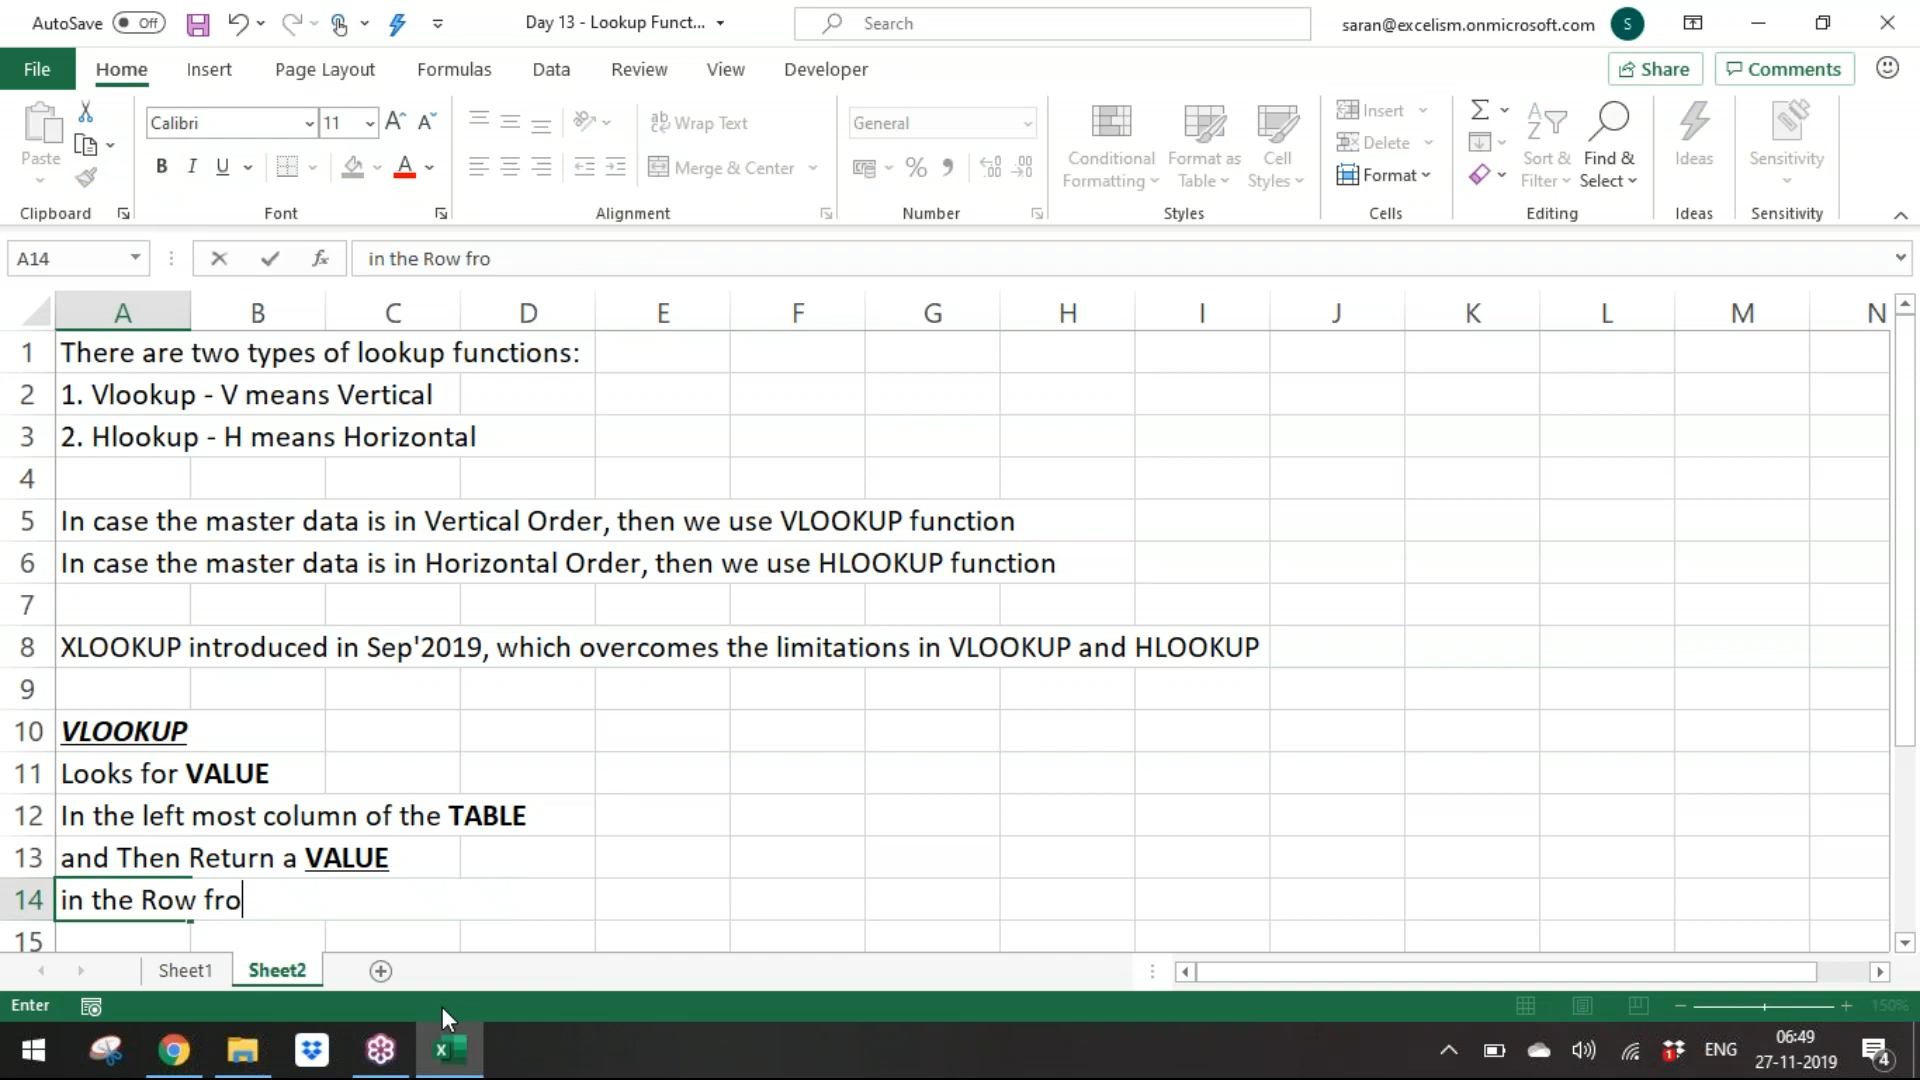 AutoSave Off Day 13 - Lookup Funct... Search saran@excelism.onmicrosoft.com S
File Home Insert Page Layout Formulas Data Review View Developer Share Comments
Paste Calibri 11 Wrap Text General Conditional Formatting Format as Table Cell Styles Insert Sort & Filter Find & Select Ideas Sensitivity
Delete
B I U A Merge & Center % Format
Clipboard Font Alignment Number Styles Cells Editing Ideas Sensitivity
A14 fx in the Row fro
A B C D E F G H I J K L M N
1 There are two types of lookup functions:
2 1. Vlookup - V means Vertical
3 2. Hlookup - H means Horizontal
4
5 In case the master data is in Vertical Order, then we use VLOOKUP function
6 In case the master data is in Horizontal Order, then we use HLOOKUP function
7
8 XLOOKUP introduced in Sep'2019, which overcomes the limitations in VLOOKUP and HLOOKUP
9
10 VLOOKUP
11 Looks for VALUE
12 In the left most column of the TABLE
13 and Then Return a VALUE
14 in the Row fro
15
Sheet1 Sheet2
Enter 150%
ENG 06:49
27-11-2019 4